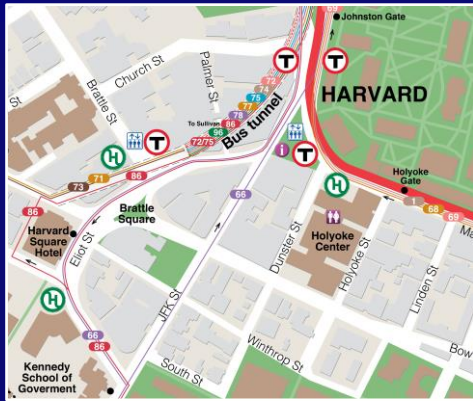 69
Johnston Gate
T
T
HARVARD
Church St
Palmer St
Brattle St
72
74
75
77
78
To Sullivan
86
96
72/75
Bus tunnel
T
H
i
T
H
Holyoke
Gate
73
71
86
66
1
68
69
Ma
86
Harvard
Square
Hotel
Brattle
Square
Eliot St
Dunster St
Holyoke
Center
Holyoke St
Linden St
H
JFK St
66
86
Winthrop St
Bow
South St
Kennedy
School of
Goverment